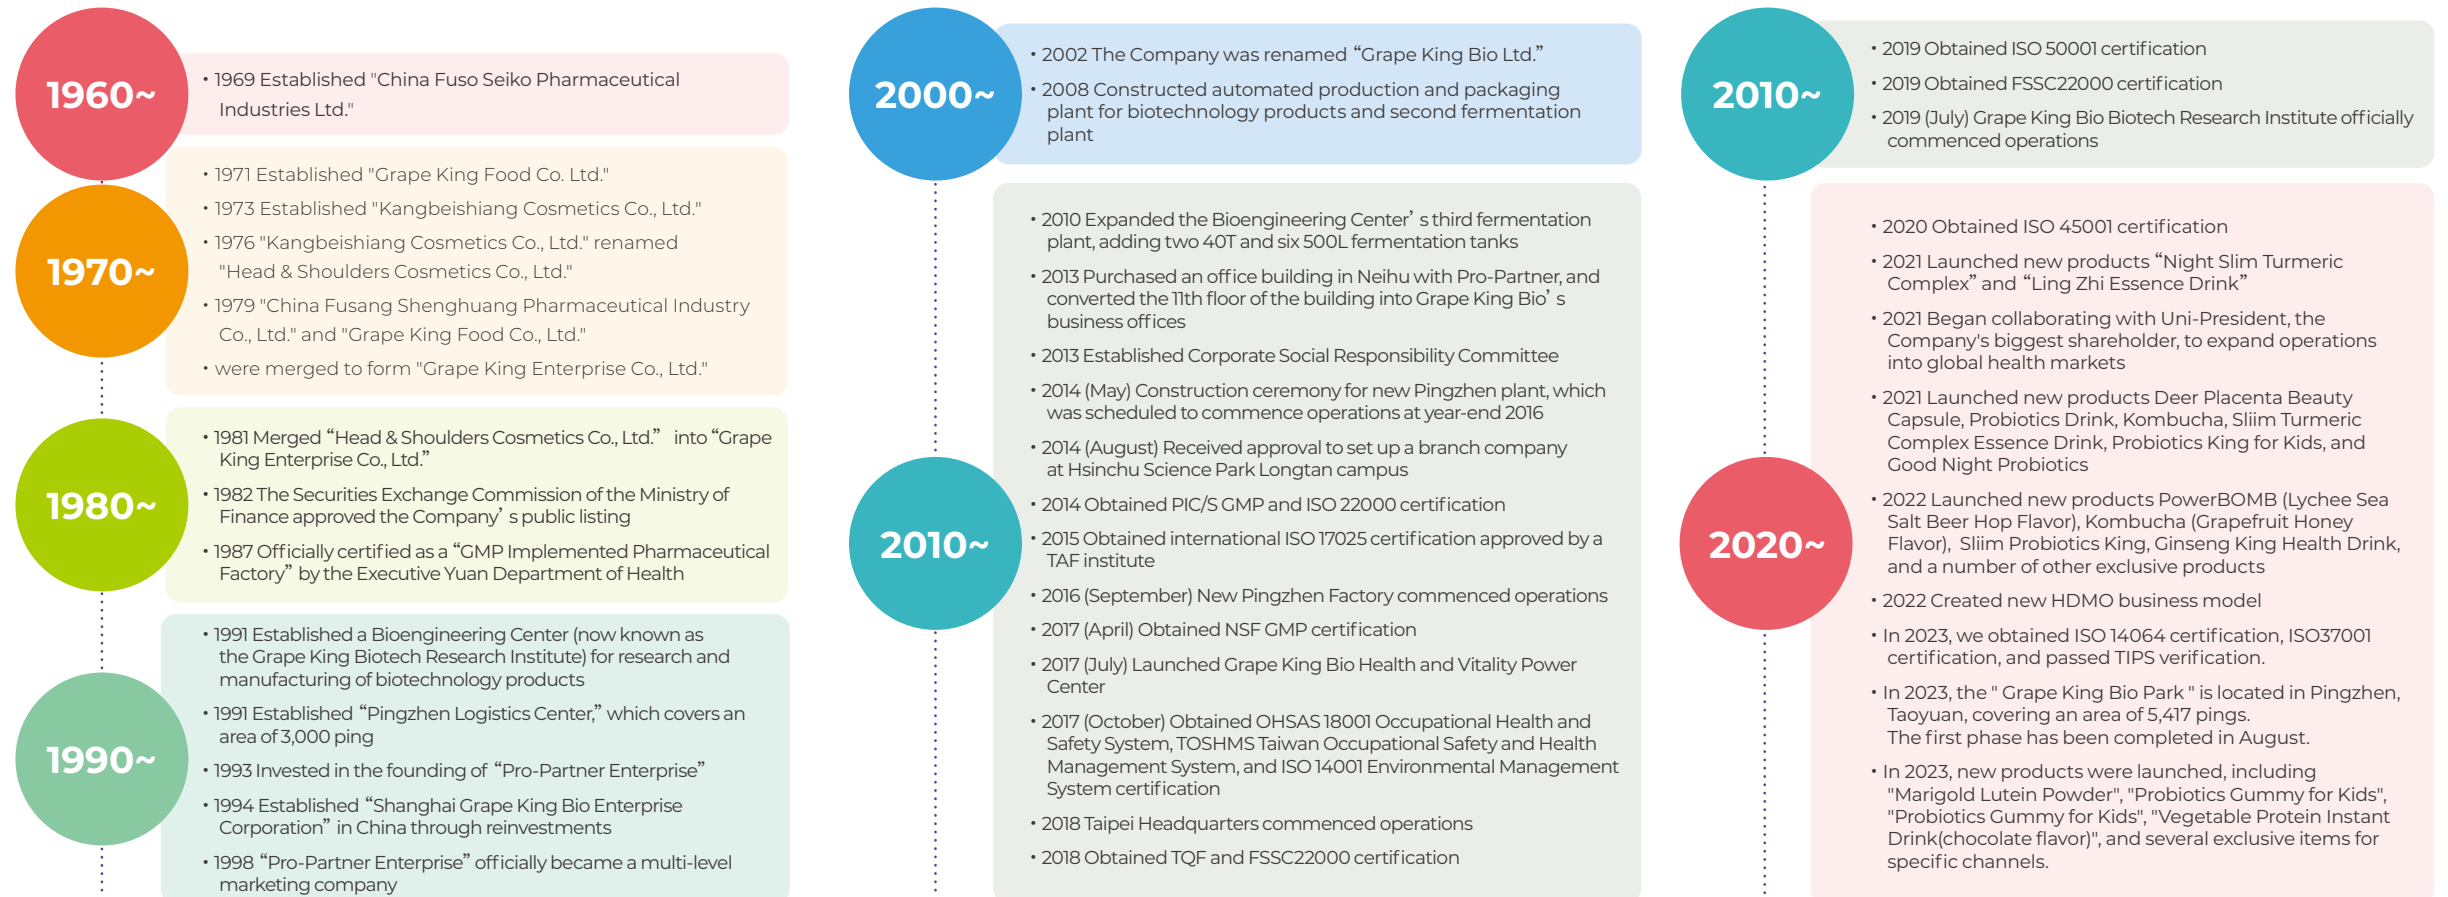 1960~
• 1969 Established "China Fuso Seiko Pharmaceutical
Industries Ltd."
1970~
• 1971 Established "Grape King Food Co. Ltd."
• 1973 Established "Kangbeishiang Cosmetics Co., Ltd."
• 1976 "Kangbeishiang Cosmetics Co., Ltd." renamed
"Head & Shoulders Cosmetics Co., Ltd."
• 1979 "China Fusang Shenghuang Pharmaceutical Industry
Co., Ltd." and "Grape King Food Co., Ltd."
• were merged to form "Grape King Enterprise Co., Ltd."
1980~
• 1981 Merged “Head & Shoulders Cosmetics Co., Ltd.” into “Grape
King Enterprise Co., Ltd.”
• 1982 The Securities Exchange Commission of the Ministry of
Finance approved the Company’ s public listing
• 1987 Officially certified as a “GMP Implemented Pharmaceutical
Factory” by the Executive Yuan Department of Health
1990~
• 1991 Established a Bioengineering Center (now known as
the Grape King Biotech Research Institute) for research and
manufacturing of biotechnology products
• 1991 Established “Pingzhen Logistics Center,” which covers an
area of 3,000 ping
• 1993 Invested in the founding of “Pro-Partner Enterprise”
• 1994 Established “Shanghai Grape King Bio Enterprise
Corporation” in China through reinvestments
• 1998 “Pro-Partner Enterprise” officially became a multi-level
marketing company
2000~
• 2002 The Company was renamed “Grape King Bio Ltd.”
• 2008 Constructed automated production and packaging
plant for biotechnology products and second fermentation
plant
2010~
• 2010 Expanded the Bioengineering Center’ s third fermentation
plant, adding two 40T and six 500L fermentation tanks
• 2013 Purchased an office building in Neihu with Pro-Partner, and
converted the 11th floor of the building into Grape King Bio’ s
business offices
• 2013 Established Corporate Social Responsibility Committee
• 2014 (May) Construction ceremony for new Pingzhen plant, which
was scheduled to commence operations at year-end 2016
• 2014 (August) Received approval to set up a branch company
at Hsinchu Science Park Longtan campus
• 2014 Obtained PIC/S GMP and ISO 22000 certification
• 2015 Obtained international ISO 17025 certification approved by a
TAF institute
• 2016 (September) New Pingzhen Factory commenced operations
• 2017 (April) Obtained NSF GMP certification
• 2017 (July) Launched Grape King Bio Health and Vitality Power
Center
• 2017 (October) Obtained OHSAS 18001 Occupational Health and
Safety System, TOSHMS Taiwan Occupational Safety and Health
Management System, and ISO 14001 Environmental Management
System certification
• 2018 Taipei Headquarters commenced operations
• 2018 Obtained TQF and FSSC22000 certification
2010~
• 2019 Obtained ISO 50001 certification
• 2019 Obtained FSSC22000 certification
• 2019 (July) Grape King Bio Biotech Research Institute officially
commenced operations
2020~
• 2020 Obtained ISO 45001 certification
• 2021 Launched new products “Night Slim Turmeric
Complex” and “Ling Zhi Essence Drink”
• 2021 Began collaborating with Uni-President, the
Company's biggest shareholder, to expand operations
into global health markets
• 2021 Launched new products Deer Placenta Beauty
Capsule, Probiotics Drink, Kombucha, Sliim Turmeric
Complex Essence Drink, Probiotics King for Kids, and
Good Night Probiotics
• 2022 Launched new products PowerBOMB (Lychee Sea
Salt Beer Hop Flavor), Kombucha (Grapefruit Honey
Flavor), Sliim Probiotics King, Ginseng King Health Drink,
and a number of other exclusive products
• 2022 Created new HDMO business model
• In 2023, we obtained ISO 14064 certification, ISO37001
certification, and passed TIPS verification.
• In 2023, the " Grape King Bio Park " is located in Pingzhen,
Taoyuan, covering an area of 5,417 pings.
The first phase has been completed in August.
• In 2023, new products were launched, including
"Marigold Lutein Powder", "Probiotics Gummy for Kids",
"Probiotics Gummy for Kids", "Vegetable Protein Instant
Drink(chocolate flavor)", and several exclusive items for
specific channels.